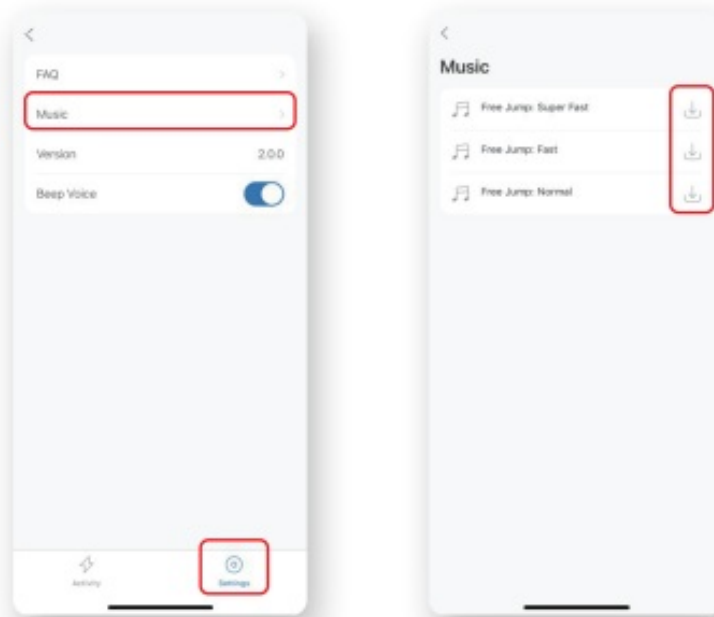 FAQ
Music
Version 2.0.0
Beep Voice
Activity
Settings
Music
Free Jump: Super Fast
Free Jump: Fast
Free Jump: Normal